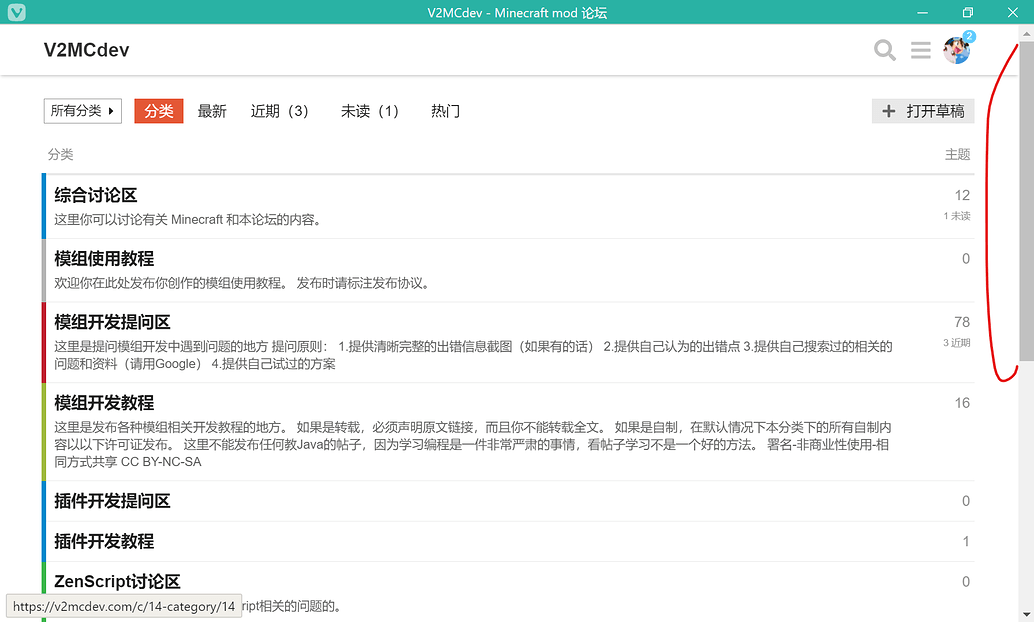 V2MCdev - Minecraft mod 论坛
V2MCdev
2
所有分类
分类
最新
近期（3）
未读（1）
热门
打开草稿
分类
主题
综合讨论区
12
这里你可以讨论有关 Minecraft 和本论坛的内容。
1 未读
模组使用教程
0
欢迎你在此处发布你创作的模组使用教程。 发布时请标注发布协议。
模组开发提问区
78
这里是提问模组开发中遇到问题的地方 提问原则： 1.提供清晰完整的出错信息截图（如果有的话） 2.提供自己认为的出错点 3.提供自己搜索过的相关的
3 近期
问题和资料（请用Google） 4.提供自己试过的方案
模组开发教程
16
这里是发布各种模组相关开发教程的地方。 如果是转载，必须声明原文链接，而且你不能转载全文。 如果是自制，在默认情况下本分类下的所有自制内
容以以下许可证发布。 这里不能发布任何教Java的帖子，因为学习编程是一件非常严肃的事情，看帖子学习不是一个好的方法。 署名-非商业性使用-相
同方式共享 CC BY-NC-SA
插件开发提问区
0
插件开发教程
1
ZenScript讨论区
0
https://v2mcdev.com/c/14-category/14
ript相关的问题的。